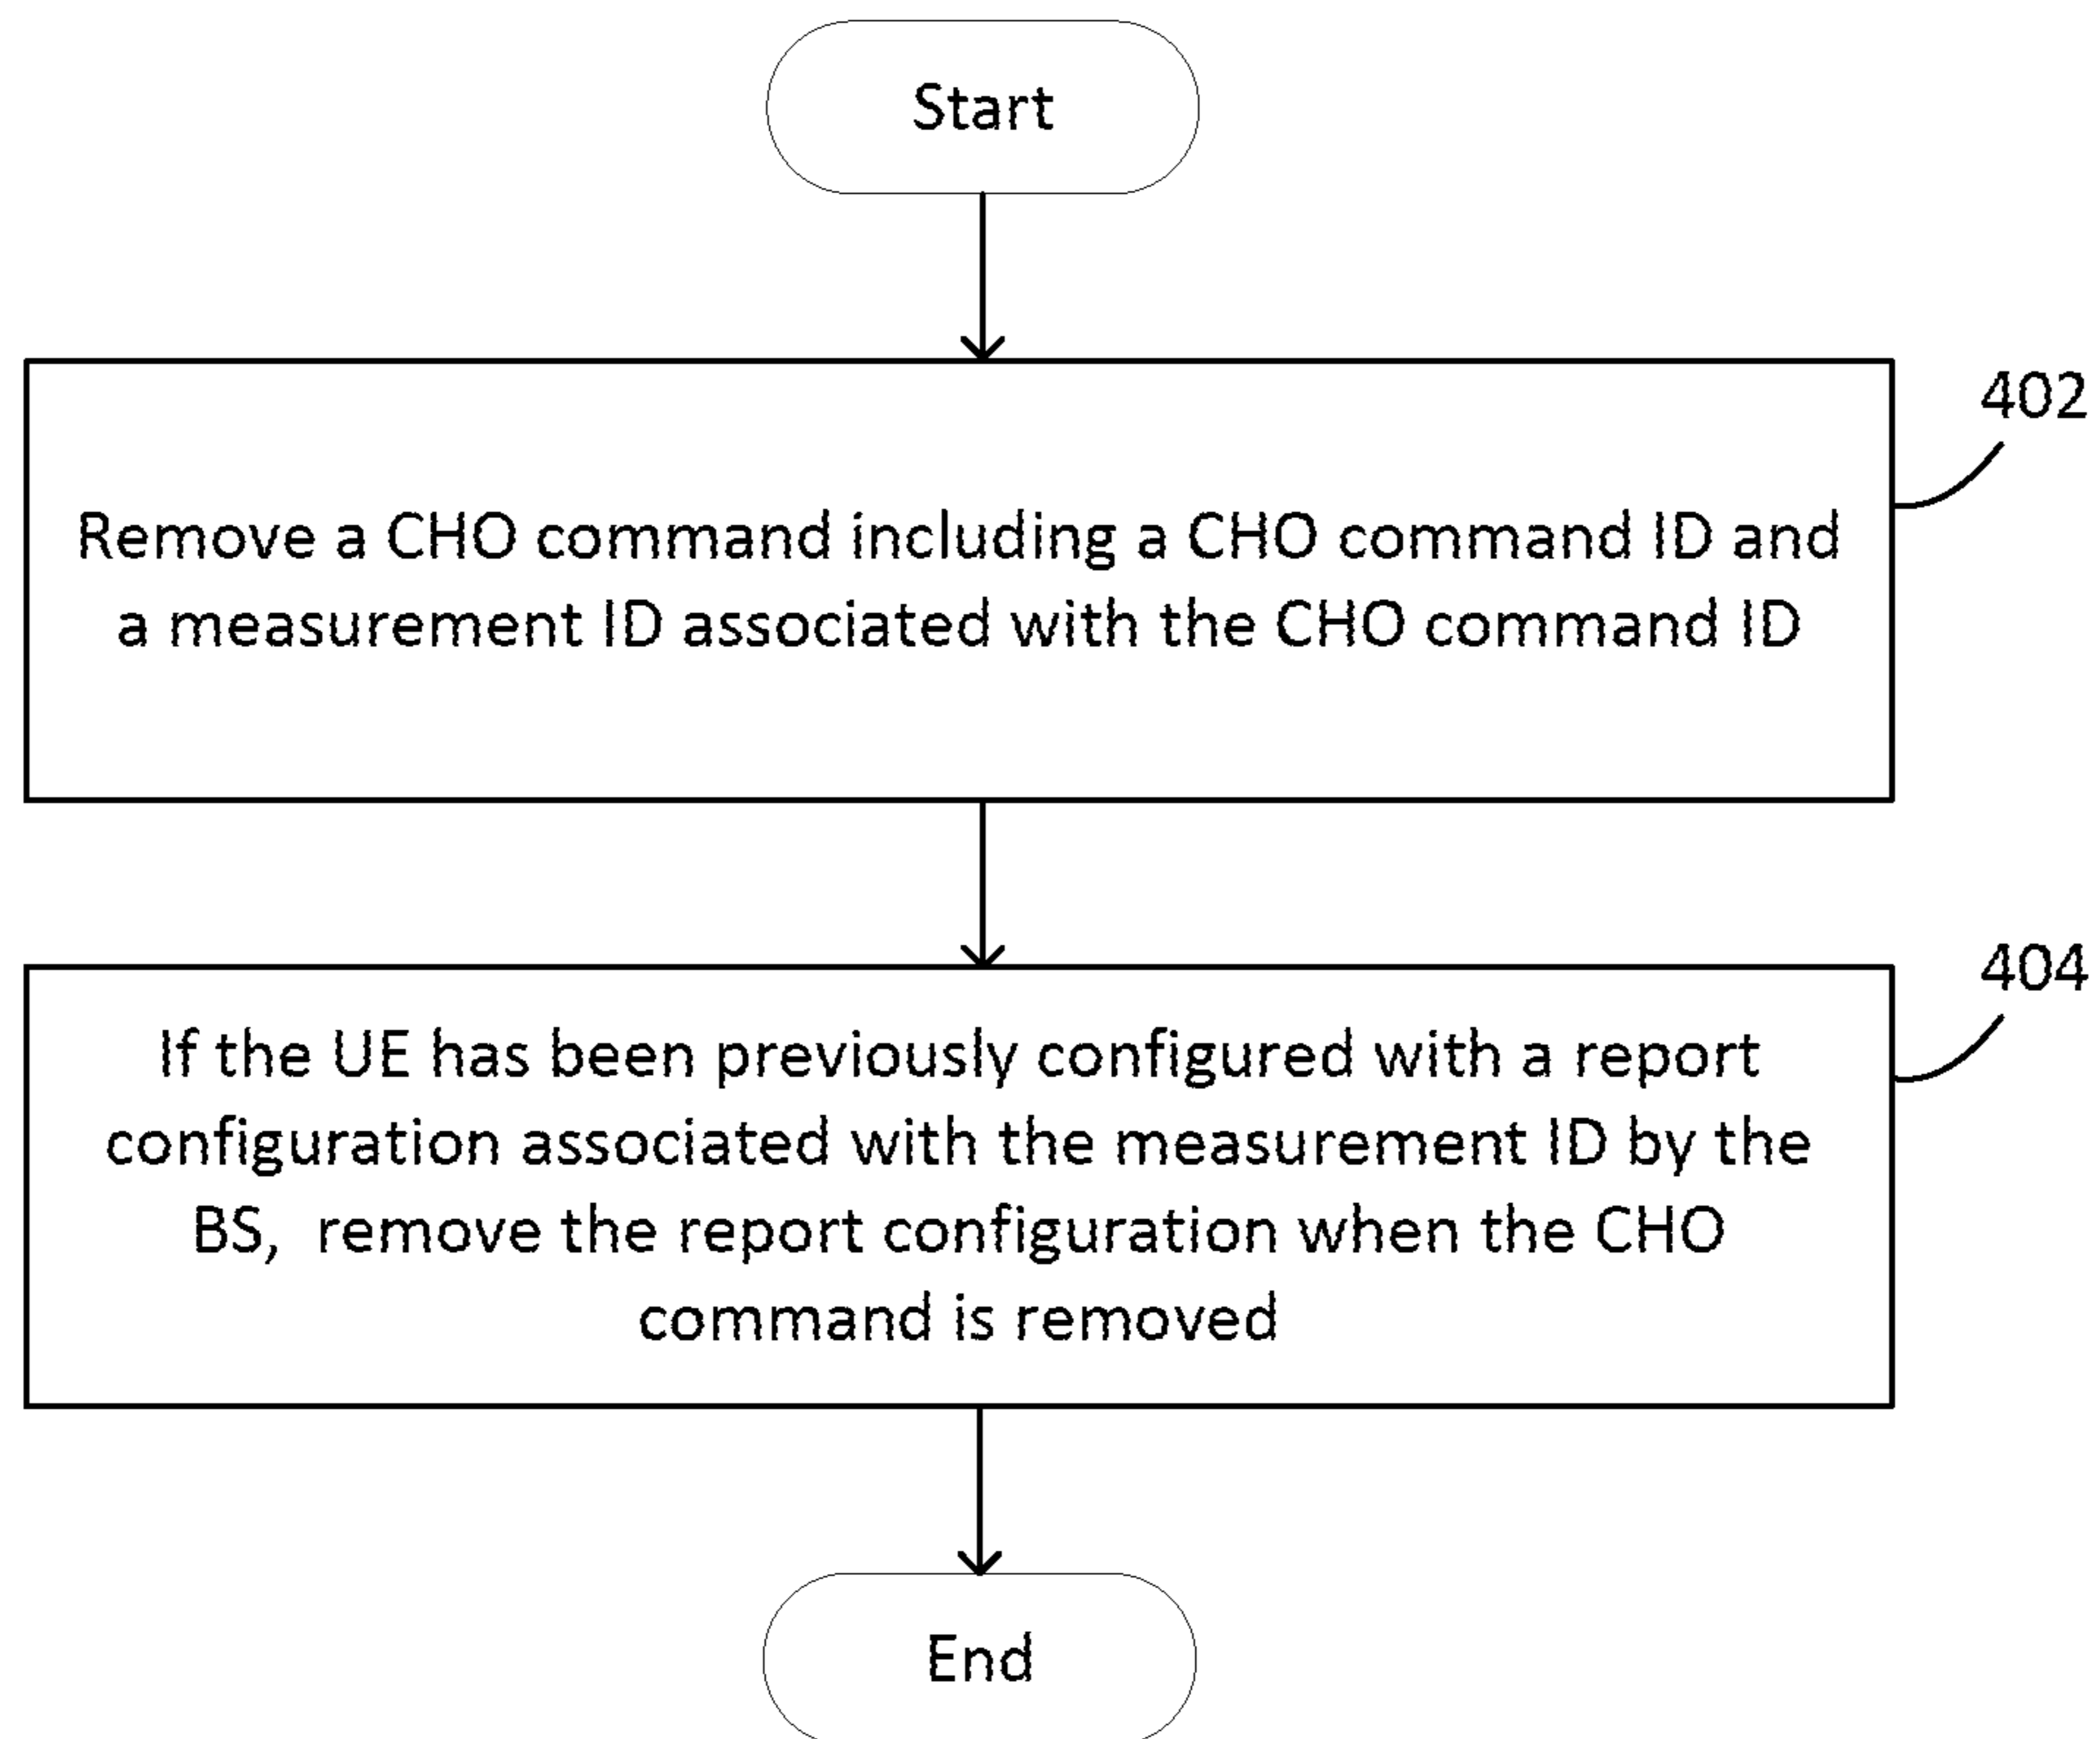 Start
402
Remove a CHO command including a CHO command ID and
a measurement ID associated with the CHO command ID
404
If the UE has been previously configured with a report
configuration associated with the measurement ID by the
BS, remove the report configuration when the CHO
command is removed
End